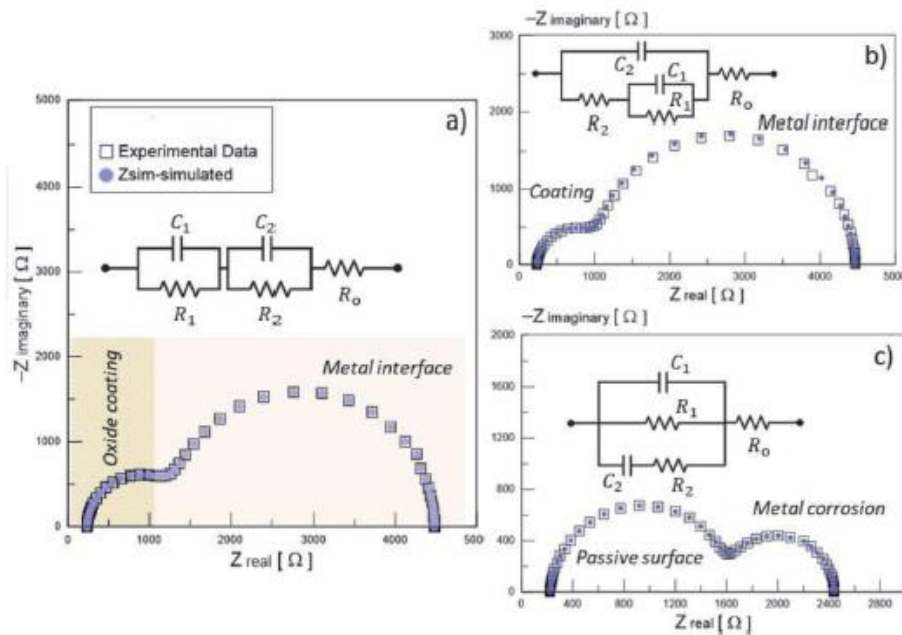 a)
5000
4000
3000
2000
1000
0
−Z imaginary [ Ω ]
Experimental Data
Zsim-simulated
C1
C2
R1
R2
Ro
Oxide coating
Metal interface
0
1000
2000
3000
4000
500
Z real [ Ω ]
−Z imaginary [ Ω ]
b)
3000
2000
1000
0
C2
C1
R1
R2
Ro
Metal interface
Coating
0
1000
2000
3000
4000
500
Z real [ Ω ]
−Z imaginary [ Ω ]
c)
2000
1600
1200
800
400
0
C1
R1
C2
R2
Ro
Metal corrosion
Passive surface
400
800
1200
1600
2000
2400
2800
Z real [ Ω ]